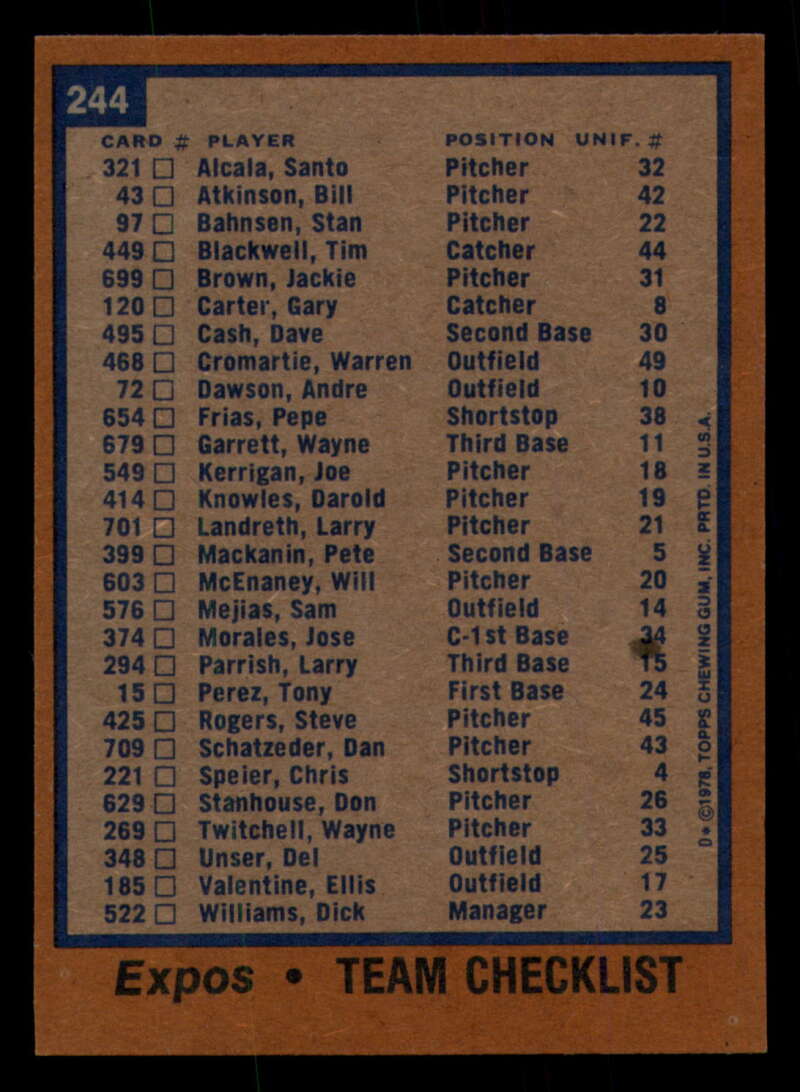 244
CARD # PLAYER POSITION UNIF. #
321 □ Alcala, Santo Pitcher 32
43 □ Atkinson, Bill Pitcher 42
97 □ Bahnsen, Stan Pitcher 22
449 □ Blackwell, Tim Catcher 44
699 □ Brown, Jackie Pitcher 31
120 □ Carter, Gary Catcher 8
495 □ Cash, Dave Second Base 30
468 □ Cromartie, Warren Outfield 49
72 □ Dawson, Andre Outfield 10
654 □ Frias, Pepe Shortstop 38
679 □ Garrett, Wayne Third Base 11
549 □ Kerrigan, Joe Pitcher 18
414 □ Knowles, Darold Pitcher 19
701 □ Landreth, Larry Pitcher 21
399 □ Mackanin, Pete Second Base 5
603 □ McEnaney, Will Pitcher 20
576 □ Mejias, Sam Outfield 14
374 □ Morales, Jose C-1st Base 34
294 □ Parrish, Larry Third Base 15
15 □ Perez, Tony First Base 24
425 □ Rogers, Steve Pitcher 45
709 □ Schatzeder, Dan Pitcher 43
221 □ Speier, Chris Shortstop 4
629 □ Stanhouse, Don Pitcher 26
269 □ Twitchell, Wayne Pitcher 33
348 □ Unser, Del Outfield 25
185 □ Valentine, Ellis Outfield 17
522 □ Williams, Dick Manager 23
D* ©1978, TOPPS CHEWING GUM, INC. PRTD. IN U.S.A.
Expos • TEAM CHECKLIST